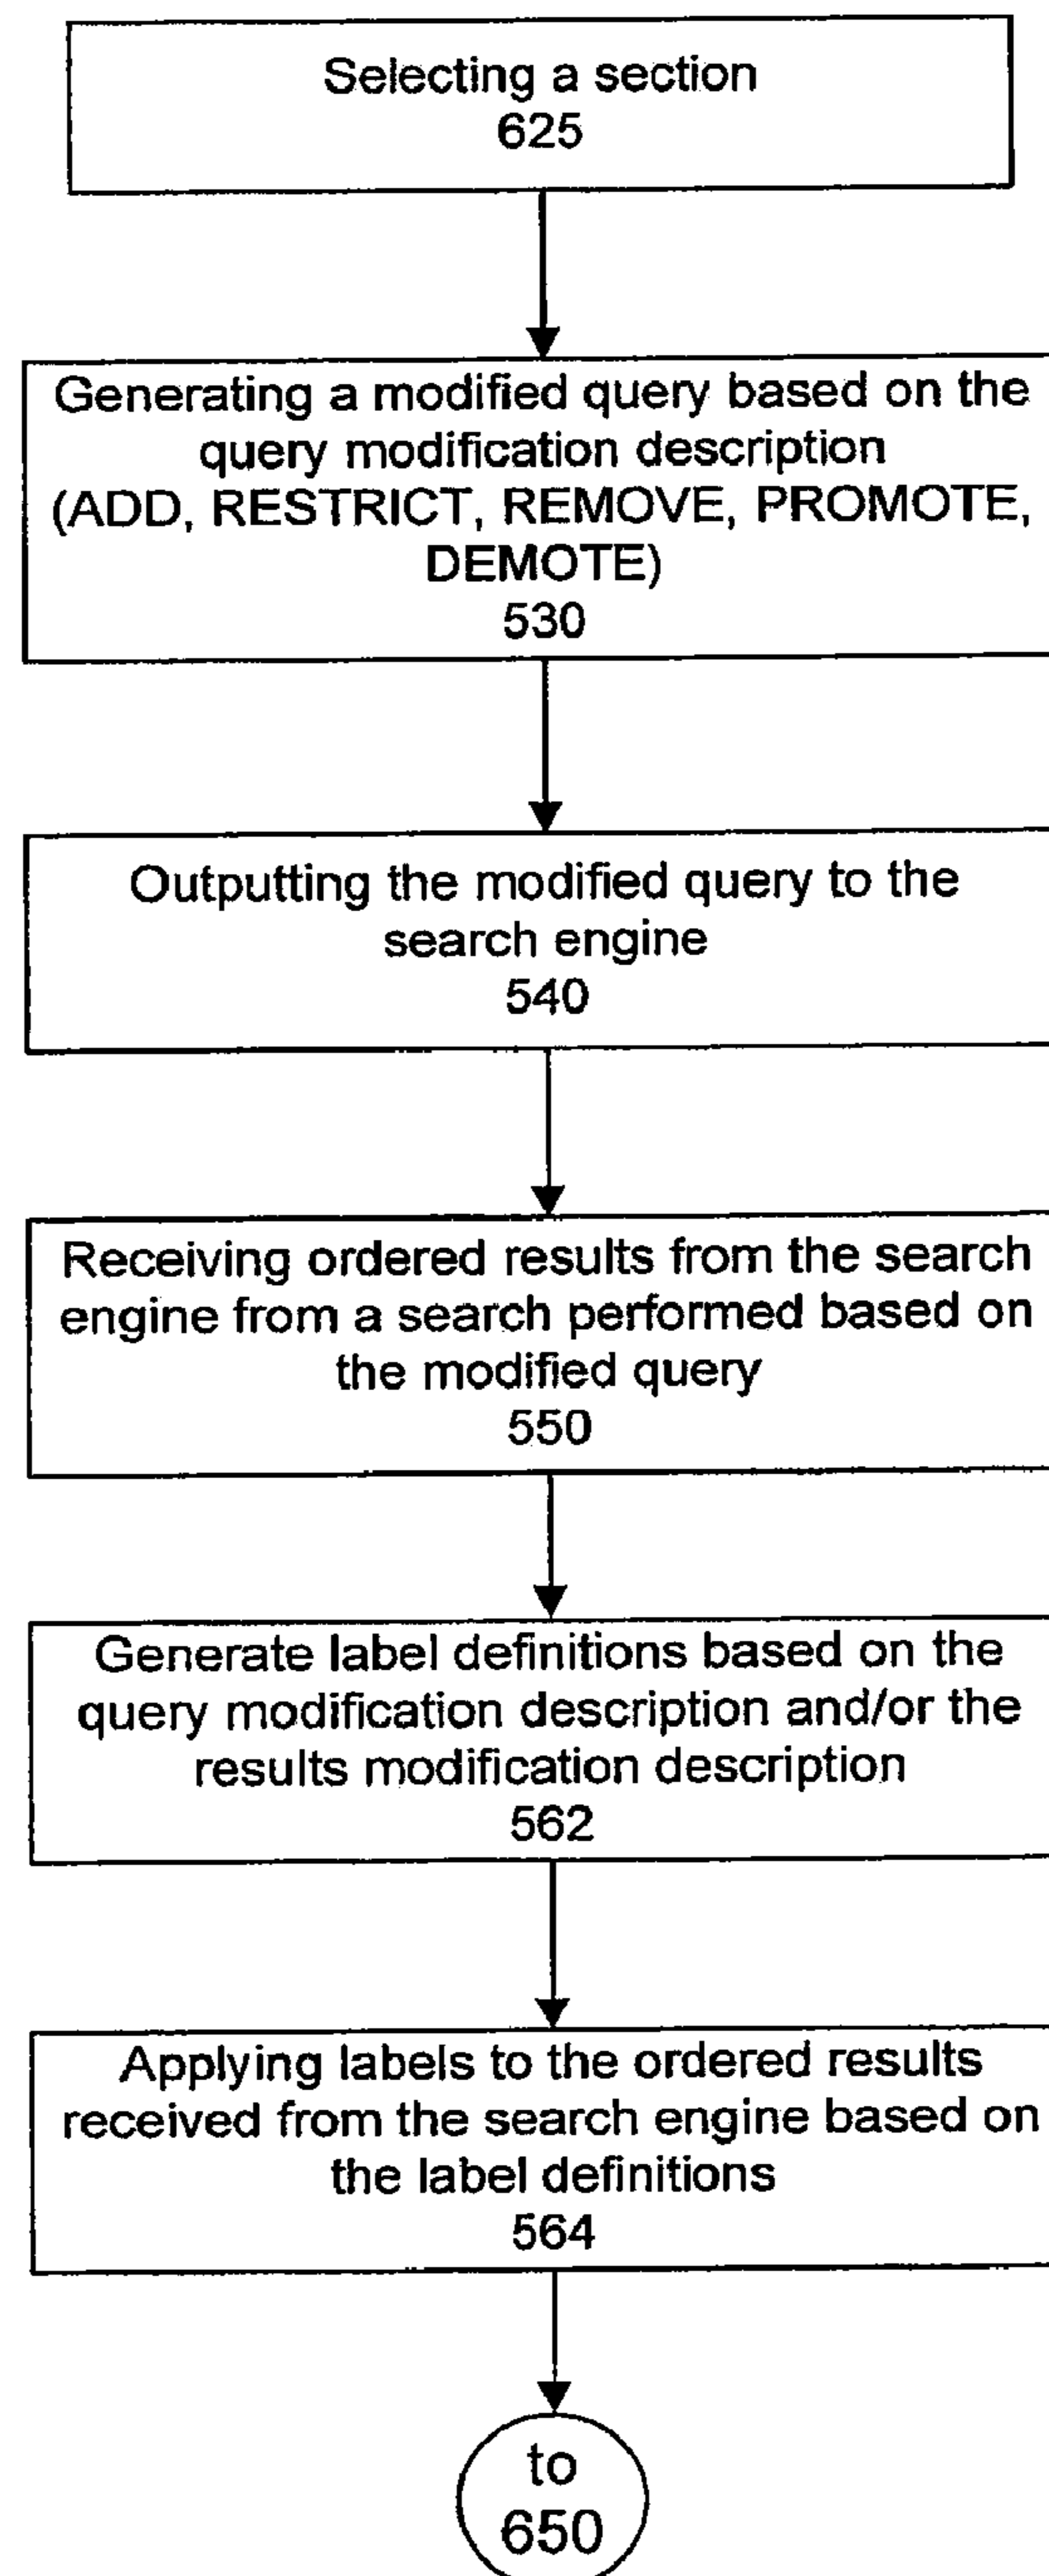 Selecting a section
625
Generating a modified query based on the
query modification description
(ADD, RESTRICT, REMOVE, PROMOTE,
DEMOTE)
530
Outputting the modified query to the
search engine
540
Receiving ordered results from the search
engine from a search performed based on
the modified query
550
Generate label definitions based on the
query modification description and/or the
results modification description
562
Applying labels to the ordered results
received from the search engine based on
the label definitions
564
to
650